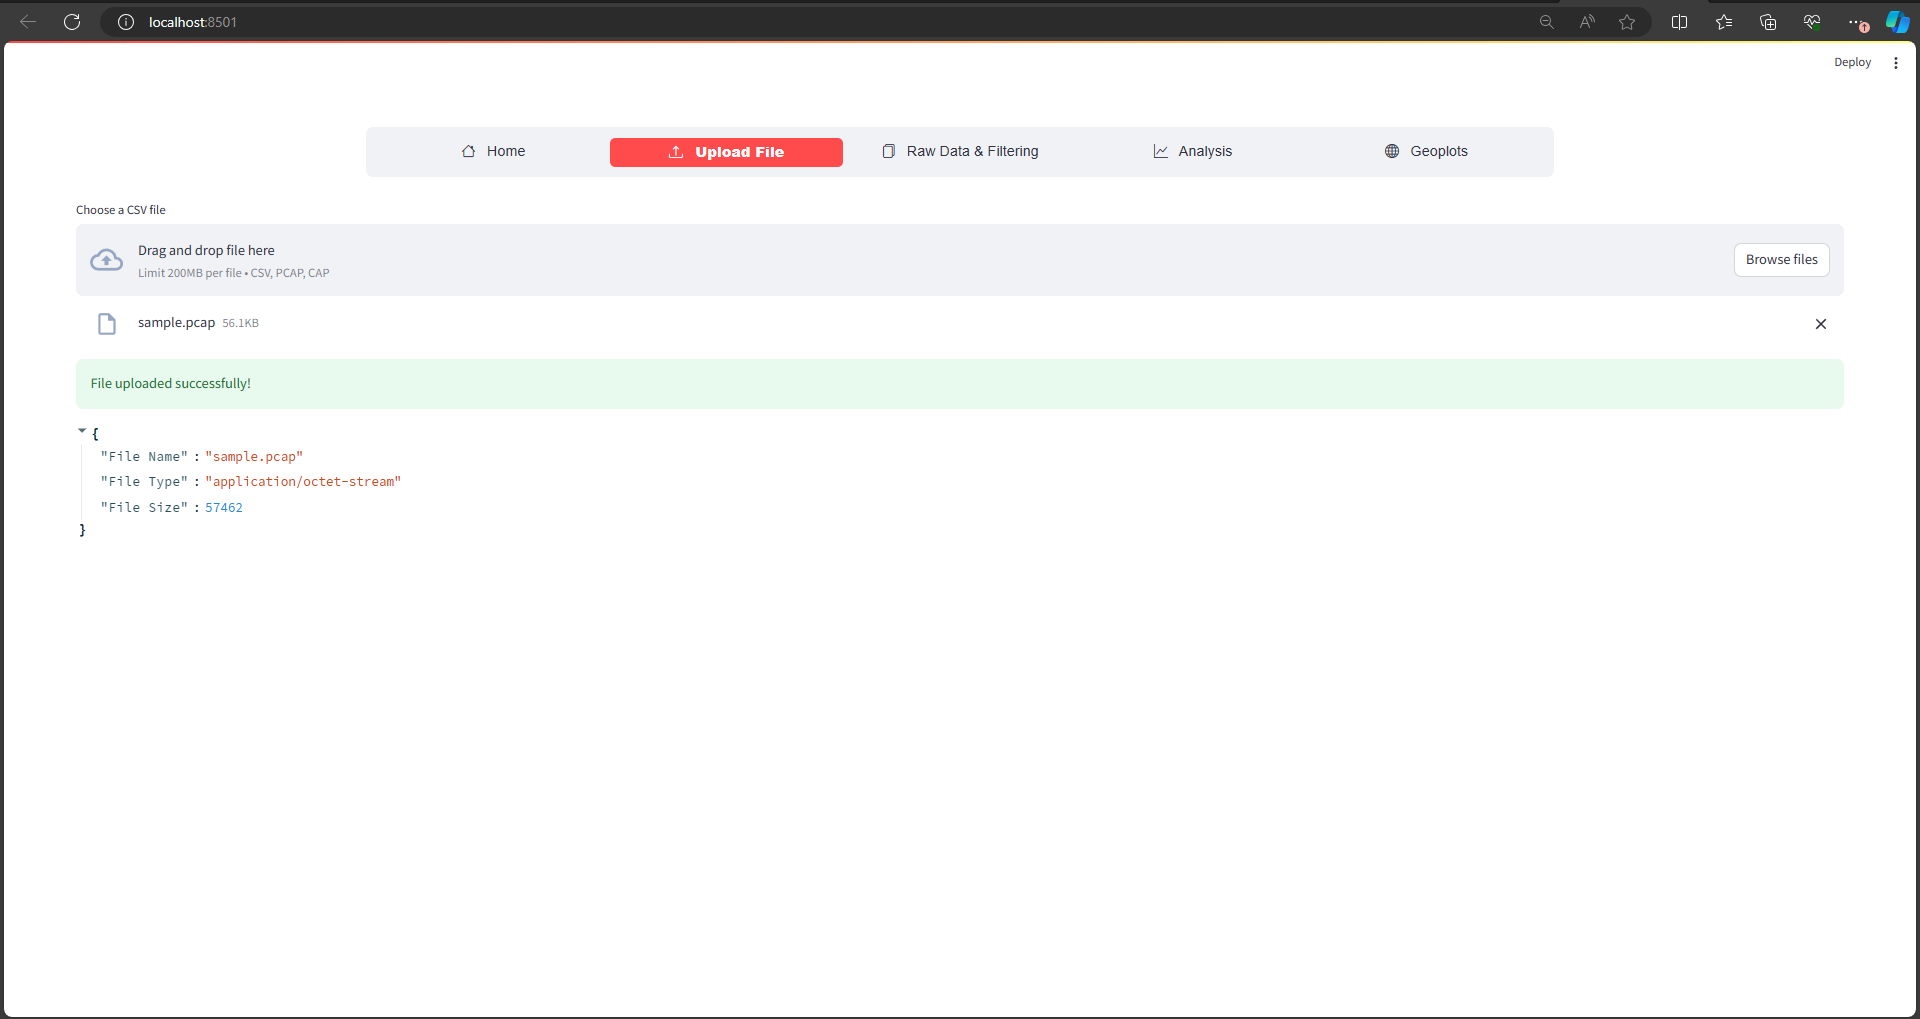 localhost:8501
Deploy
Home Upload File Raw Data & Filtering Analysis Geoplots
Choose a CSV file
Drag and drop file here
Limit 200MB per file • CSV, PCAP, CAP
Browse files
sample.pcap 56.1KB
File uploaded successfully!
{
"File Name" : "sample.pcap"
"File Type" : "application/octet-stream"
"File Size" : 57462
}